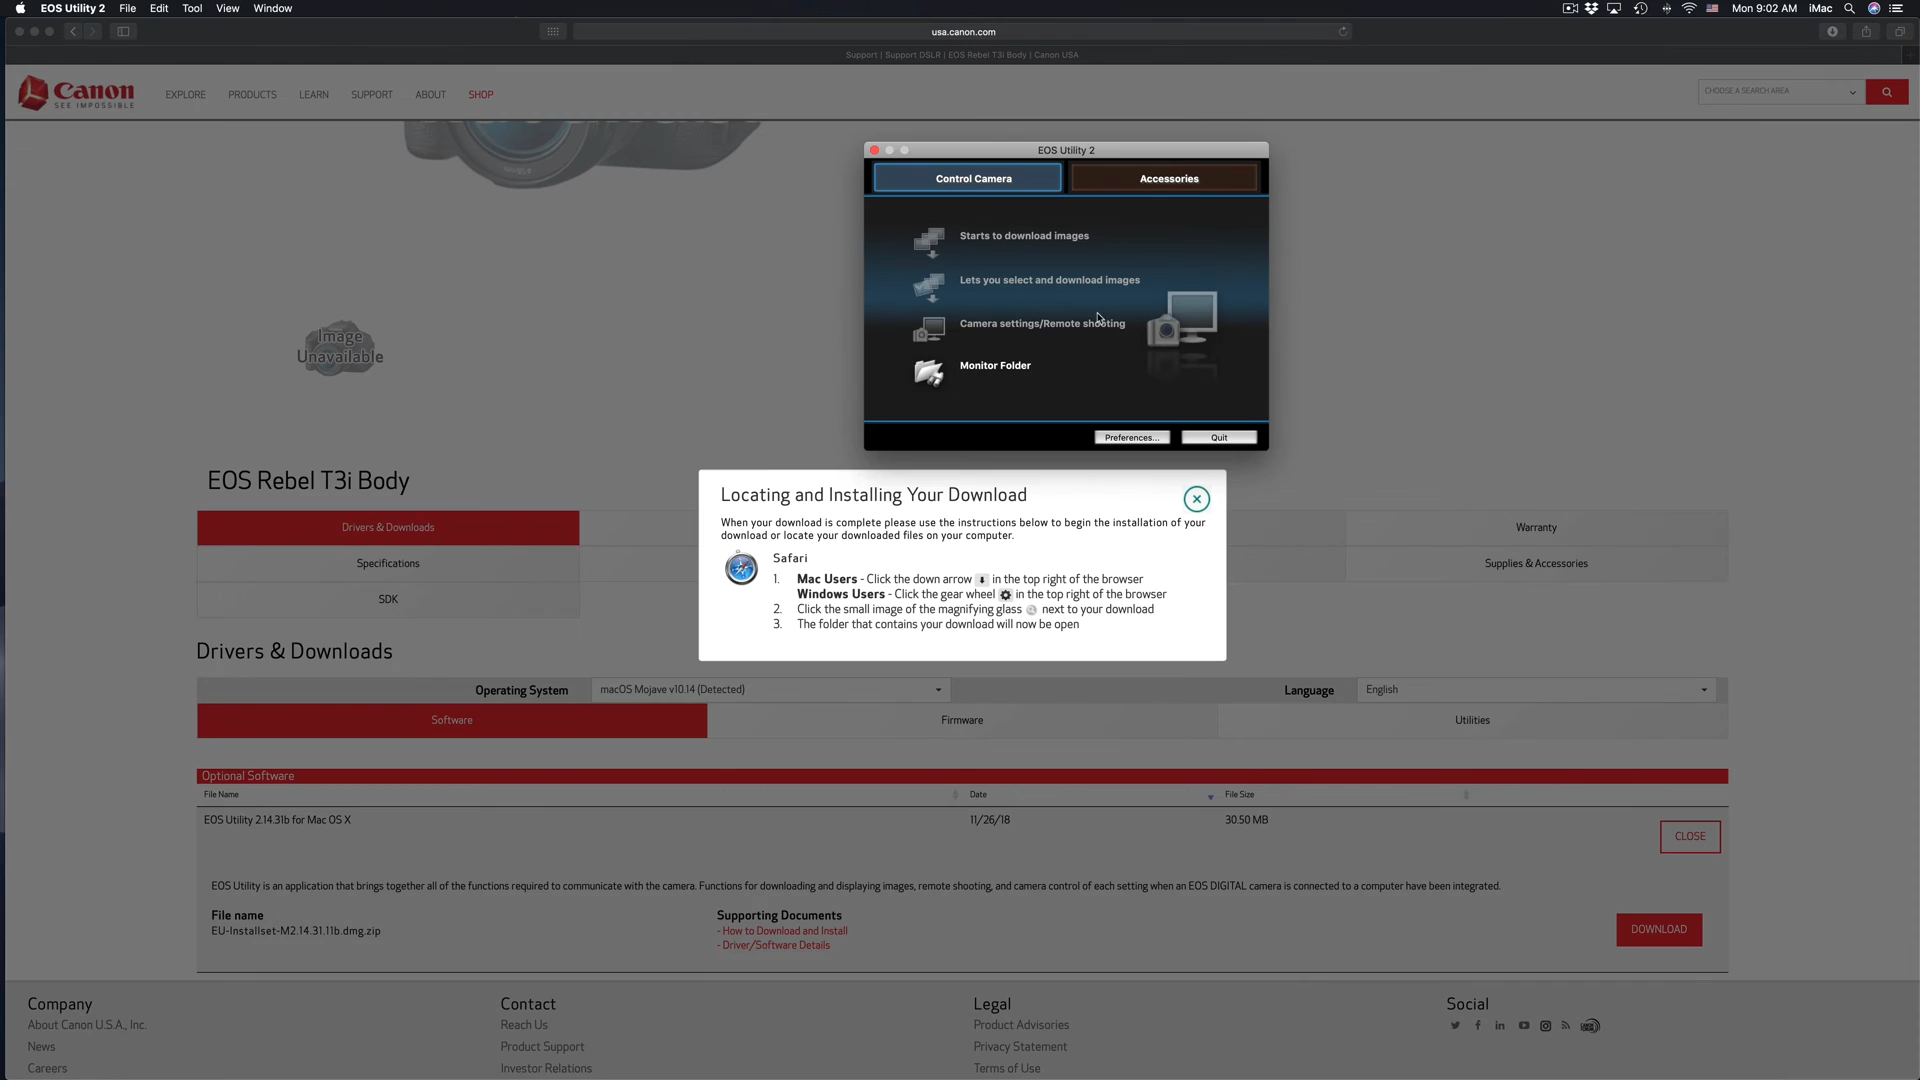 EOS Utility 2 File Edit Tool View Window Mon 9:02 AM iMac
usa.canon.com
Support | Support DSLR | EOS Rebel T3i Body | Canon USA
Canon
SEE IMPOSSIBLE
EXPLORE PRODUCTS LEARN SUPPORT ABOUT SHOP
CHOOSE A SEARCH AREA
EOS Utility 2
Control Camera Accessories
Starts to download images
Lets you select and download images
Camera settings/Remote shooting
Monitor Folder
Preferences... Quit
Image
Unavailable
EOS Rebel T3i Body
Locating and Installing Your Download
When your download is complete please use the instructions below to begin the installation of your
download or locate your downloaded files on your computer.
Safari
1. Mac Users - Click the down arrow in the top right of the browser
Windows Users - Click the gear wheel in the top right of the browser
2. Click the small image of the magnifying glass next to your download
3. The folder that contains your download will now be open
Drivers & Downloads Warranty
Specifications Supplies & Accessories
SDK
Drivers & Downloads
Operating System macOS Mojave v10.14 (Detected) Language English
Software Firmware Utilities
Optional Software
File Name Date File Size
EOS Utility 2.14.31b for Mac OS X 11/26/18 30.50 MB
CLOSE
EOS Utility is an application that brings together all of the functions required to communicate with the camera. Functions for downloading and displaying images, remote shooting, and camera control of each setting when an EOS DIGITAL camera is connected to a computer have been integrated.
File name Supporting Documents
EU-Installset-M2.14.31.11b.dmg.zip - How to Download and Install DOWNLOAD
- Driver/Software Details
Company Contact Legal Social
About Canon U.S.A., Inc. Reach Us Product Advisories
News Product Support Privacy Statement
Careers Investor Relations Terms of Use